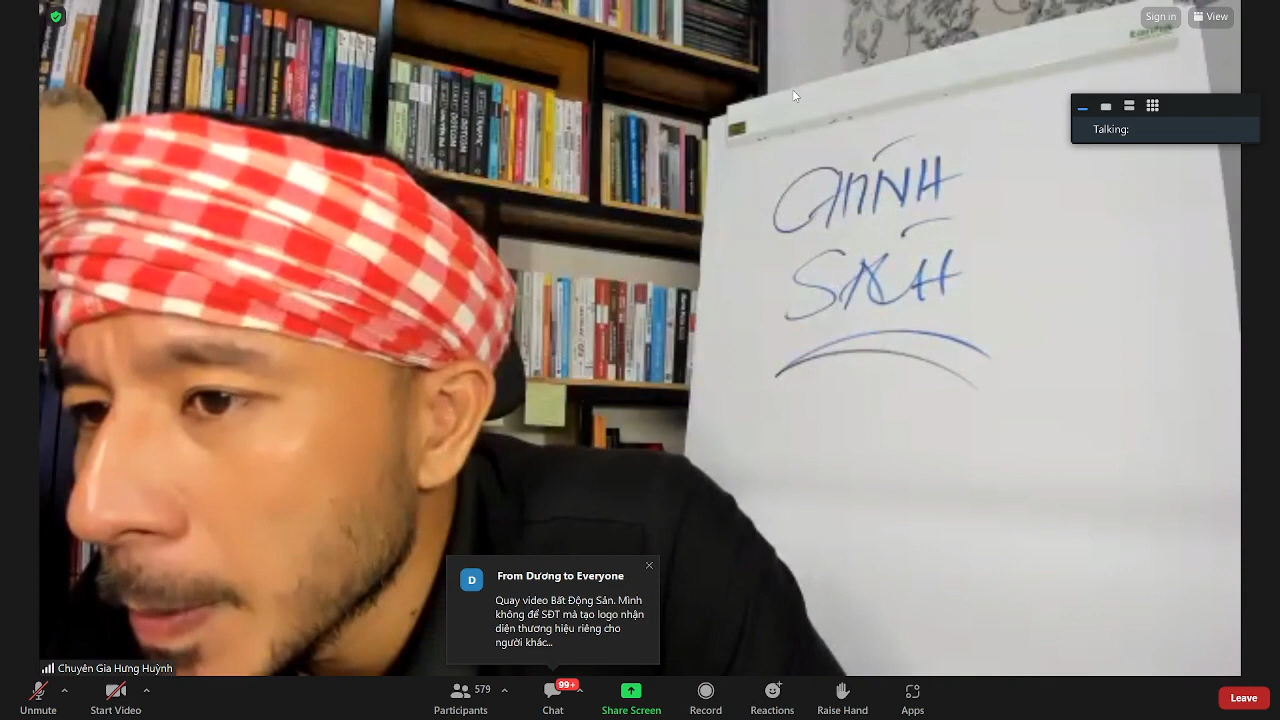 Sign in
View
Talking:
CHÍNH
SÁCH
From Dương to Everyone
D
Quay video Bất Động Sản. Mình
không để SĐT mà tạo logo nhận
diện thương hiệu riêng cho
người khác...
Chuyên Gia Hưng Huỳnh
Unmute
Start Video
579
Participants
99+
Chat
Share Screen
Record
Reactions
Raise Hand
Apps
Leave